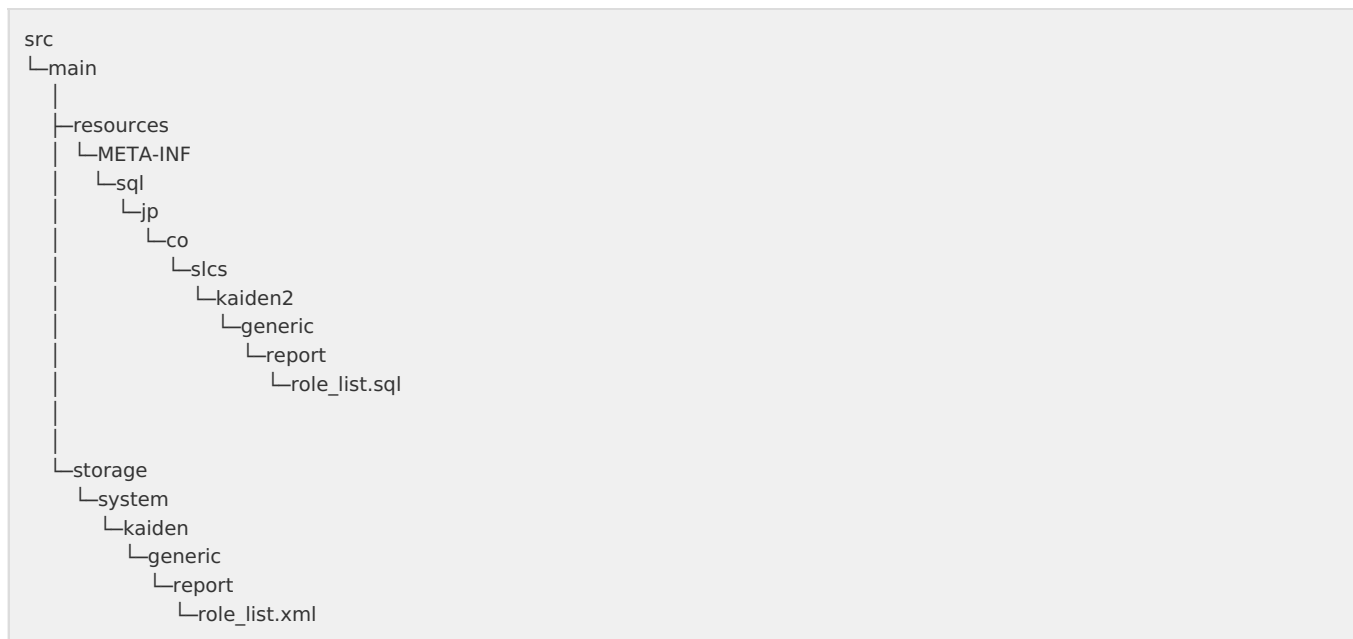 src
└─main
  │
  ├─resources
  │ └─META-INF
  │   └─sql
  │     └─jp
  │       └─co
  │         └─slcs
  │           └─kaiden2
  │             └─generic
  │               └─report
  │                 └─role_list.sql
  │
  │
  └─storage
    └─system
      └─kaiden
        └─generic
          └─report
            └─role_list.xml